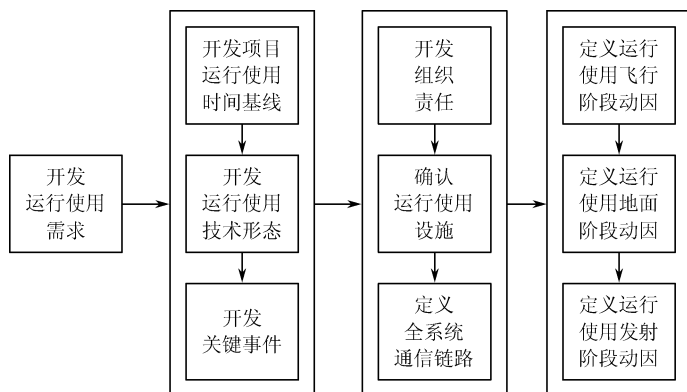 开发
运行使用
需求
开发项目
运行使用
时间基线
开发
运行使用
技术形态
开发
关键事件
开发
组织
责任
确认
运行使用
设施
定义
全系统
通信链路
定义运行
使用飞行
阶段动因
定义运行
使用地面
阶段动因
定义运行
使用发射
阶段动因